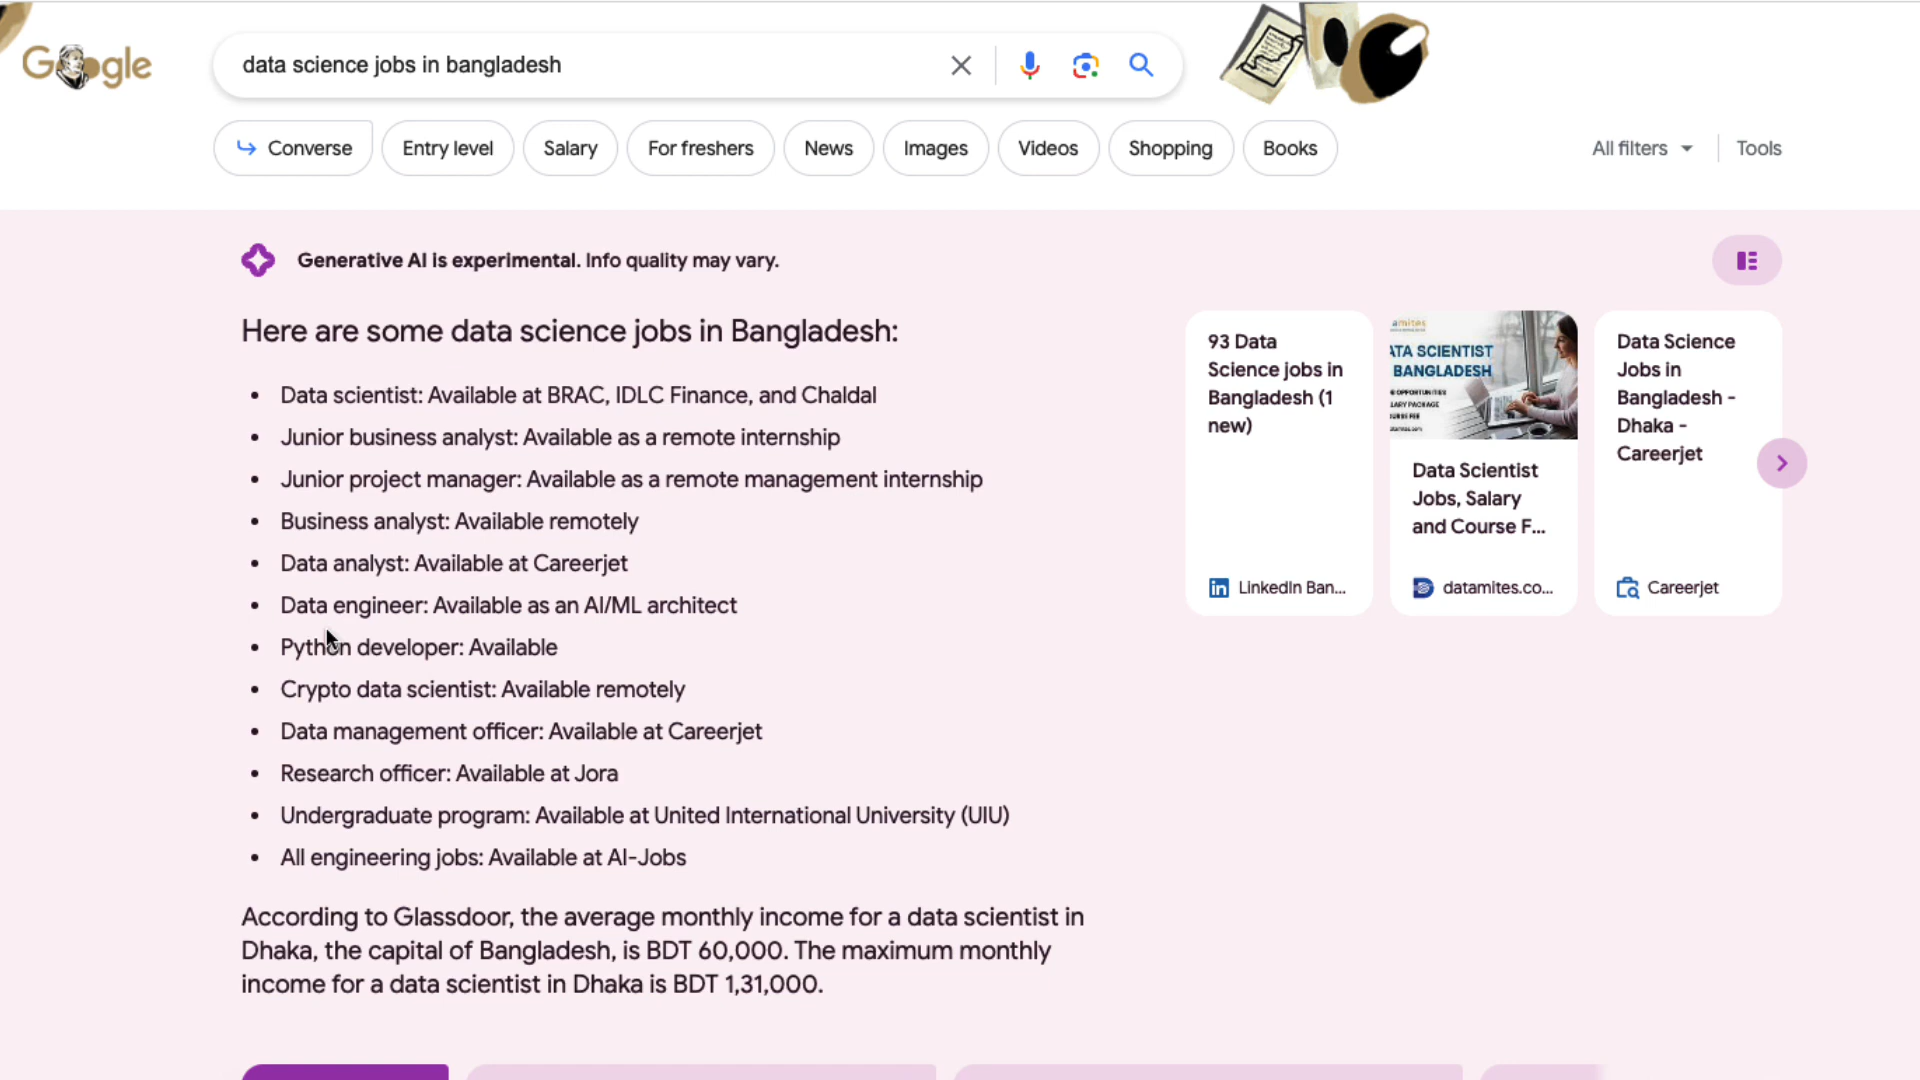 Google
data science jobs in bangladesh
Converse
Entry level
Salary
For freshers
News
Images
Videos
Shopping
Books
All filters
Tools
Generative AI is experimental. Info quality may vary.
Here are some data science jobs in Bangladesh:
• Data scientist: Available at BRAC, IDLC Finance, and Chaldal
• Junior business analyst: Available as a remote internship
• Junior project manager: Available as a remote management internship
• Business analyst: Available remotely
• Data analyst: Available at Careerjet
• Data engineer: Available as an AI/ML architect
• Python developer: Available
• Crypto data scientist: Available remotely
• Data management officer: Available at Careerjet
• Research officer: Available at Jora
• Undergraduate program: Available at United International University (UIU)
• All engineering jobs: Available at AI-Jobs
According to Glassdoor, the average monthly income for a data scientist in
Dhaka, the capital of Bangladesh, is BDT 60,000. The maximum monthly
income for a data scientist in Dhaka is BDT 1,31,000.
93 Data
Science jobs in
Bangladesh (1
new)
LinkedIn Ban...
amites
ATA SCIENTIST
BANGLADESH
LARY PACKAGE
URSE FEE
Data Scientist
Jobs, Salary
and Course F...
datamites.co...
Data Science
Jobs in
Bangladesh -
Dhaka -
Careerjet
Careerjet